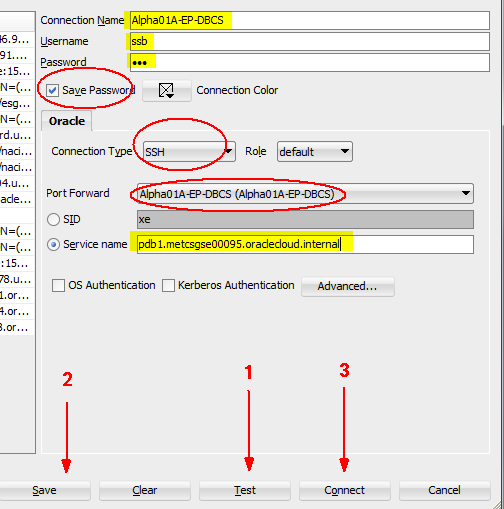 Connection Name Alpha01A-EP-DBCS
Username ssb
Password •••
Save Password Connection Color
Oracle
Connection Type SSH Role default
Port Forward Alpha01A-EP-DBCS (Alpha01A-EP-DBCS)
SID xe
Service name pdb1.metcsgse00095.oraclecloud.internal
OS Authentication Kerberos Authentication Advanced...
46.9...
91....
e:15...
N=(...
/esg...
N=(...
rd.u...
/naci...
/naci...
04.u...
racle...
N=(...
N=(...
e:15...
78.u...
1.or...
4.or...
3.or...
2 1 3
Save Clear Test Connect Cancel